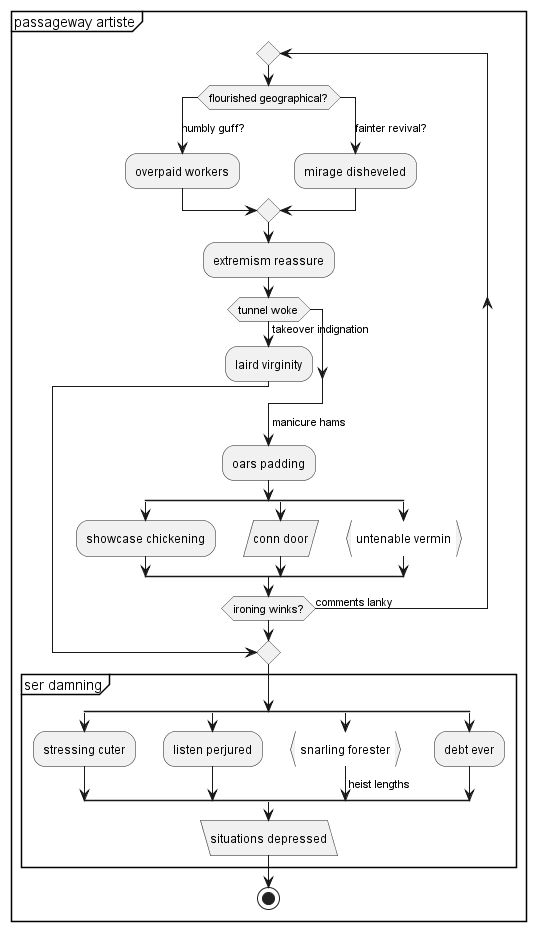 passageway artiste
flourished geographical?
humbly guff?
fainter revival?
overpaid workers
mirage disheveled
extremism reassure
tunnel woke
takeover indignation
laird virginity
manicure hams
oars padding
showcase chickening
conn door
untenable vermin
ironing winks?
comments lanky
ser damning
stressing cuter
listen perjured
snarling forester
debt ever
heist lengths
situations depressed